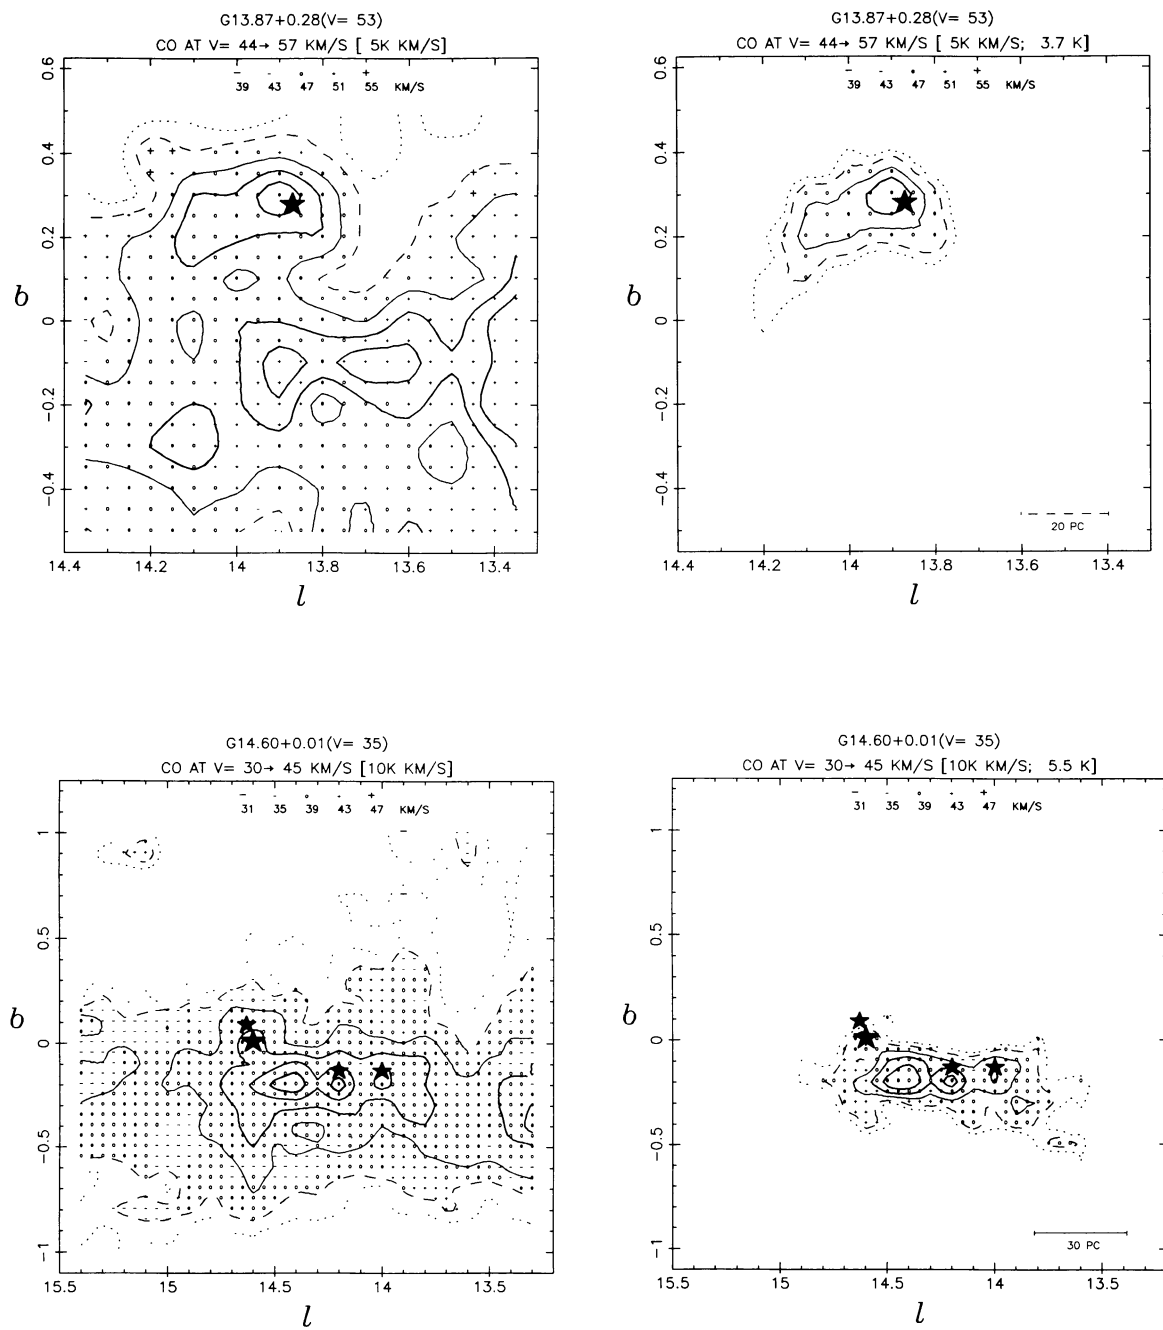 G13.87+0.28(V= 53)
CO AT V= 44→ 57 KM/S [ 5K KM/S]
− - o · +
39 43 47 51 55 KM/S
0.6
0.4
0.2
0
−0.2
−0.4
b
14.4 14.2 14 13.8 13.6 13.4
l
G13.87+0.28(V= 53)
CO AT V= 44→ 57 KM/S [ 5K KM/S; 3.7 K]
− - o · +
39 43 47 51 55 KM/S
0.6
0.4
0.2
0
−0.2
−0.4
b
20 PC
14.4 14.2 14 13.8 13.6 13.4
l
G14.60+0.01(V= 35)
CO AT V= 30→ 45 KM/S [10K KM/S]
− - o · +
31 35 39 43 47 KM/S
1
0.5
0
−0.5
−1
b
15.5 15 14.5 14 13.5
l
G14.60+0.01(V= 35)
CO AT V= 30→ 45 KM/S [10K KM/S; 5.5 K]
− - o · +
31 35 39 43 47 KM/S
1
0.5
0
−0.5
−1
b
30 PC
15.5 15 14.5 14 13.5
l